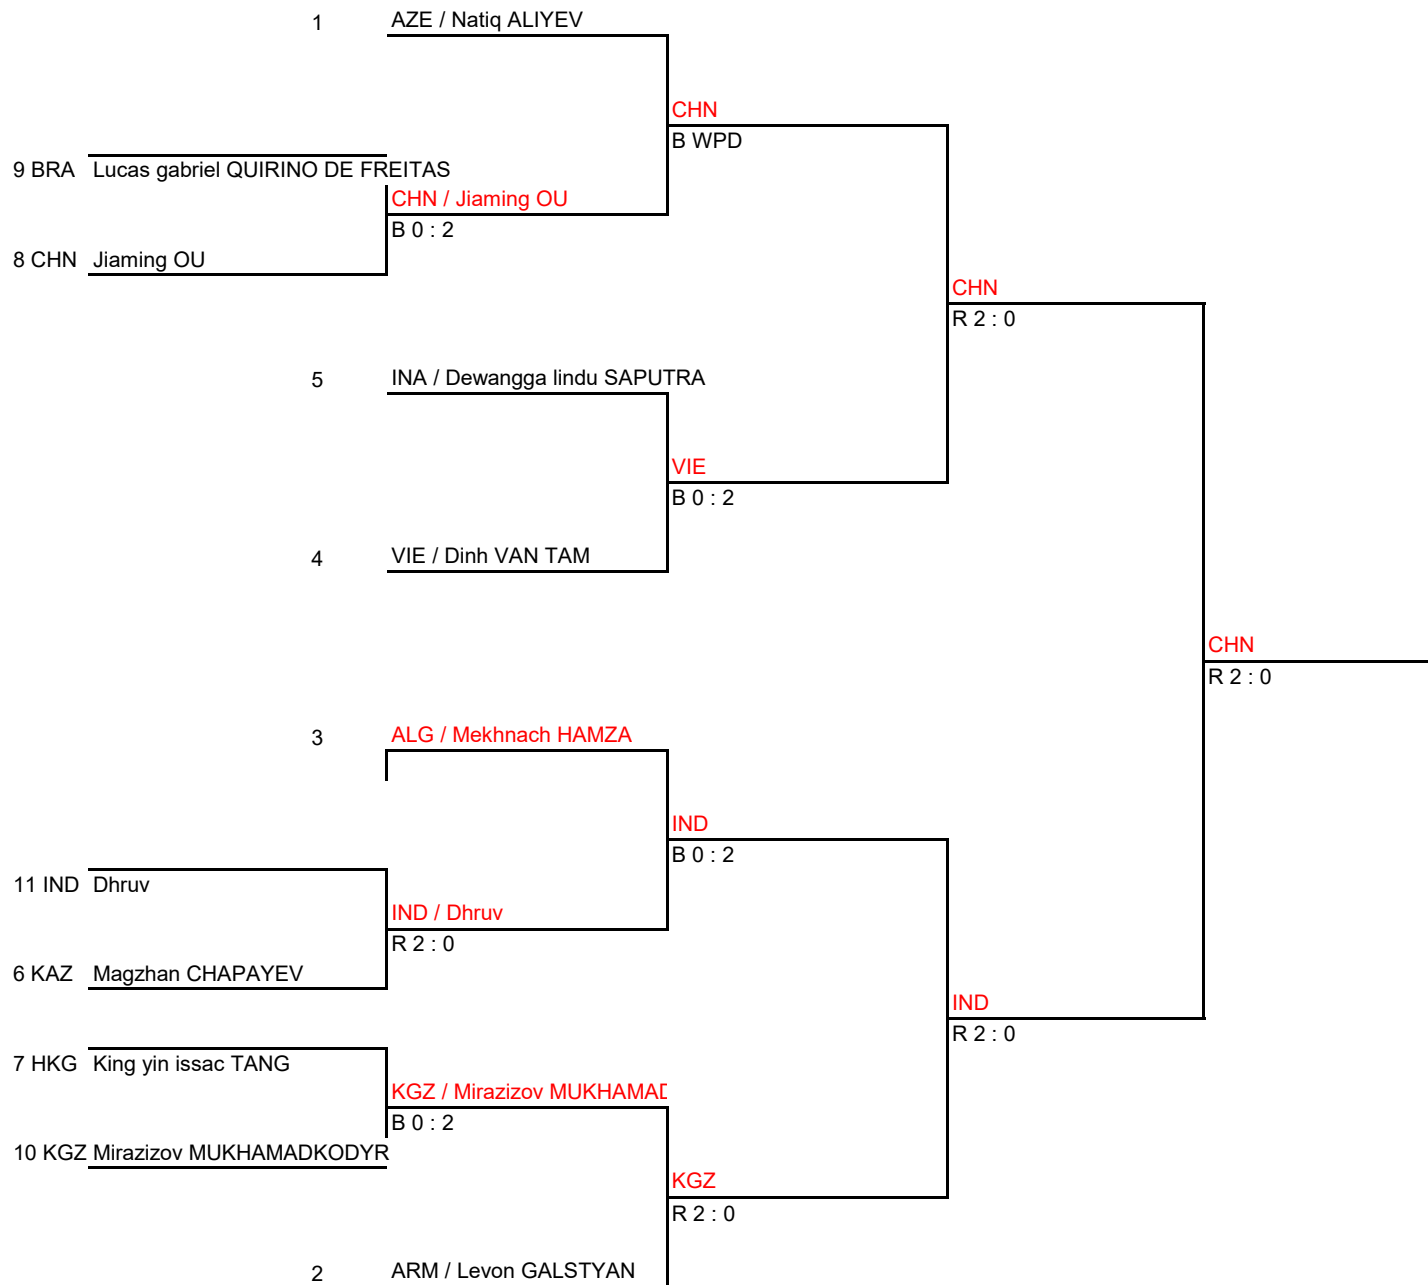 1 AZE / Natiq ALIYEV
CHN
B WPD
9 BRA Lucas gabriel QUIRINO DE FREITAS
CHN / Jiaming OU
B 0 : 2
8 CHN Jiaming OU
CHN
R 2 : 0
5 INA / Dewangga lindu SAPUTRA
VIE
B 0 : 2
4 VIE / Dinh VAN TAM
CHN
R 2 : 0
3 ALG / Mekhnach HAMZA
IND
B 0 : 2
11 IND Dhruv
IND / Dhruv
R 2 : 0
6 KAZ Magzhan CHAPAYEV
IND
R 2 : 0
7 HKG King yin issac TANG
KGZ / Mirazizov MUKHAMAD
B 0 : 2
10 KGZ Mirazizov MUKHAMADKODYR
KGZ
R 2 : 0
2 ARM / Levon GALSTYAN